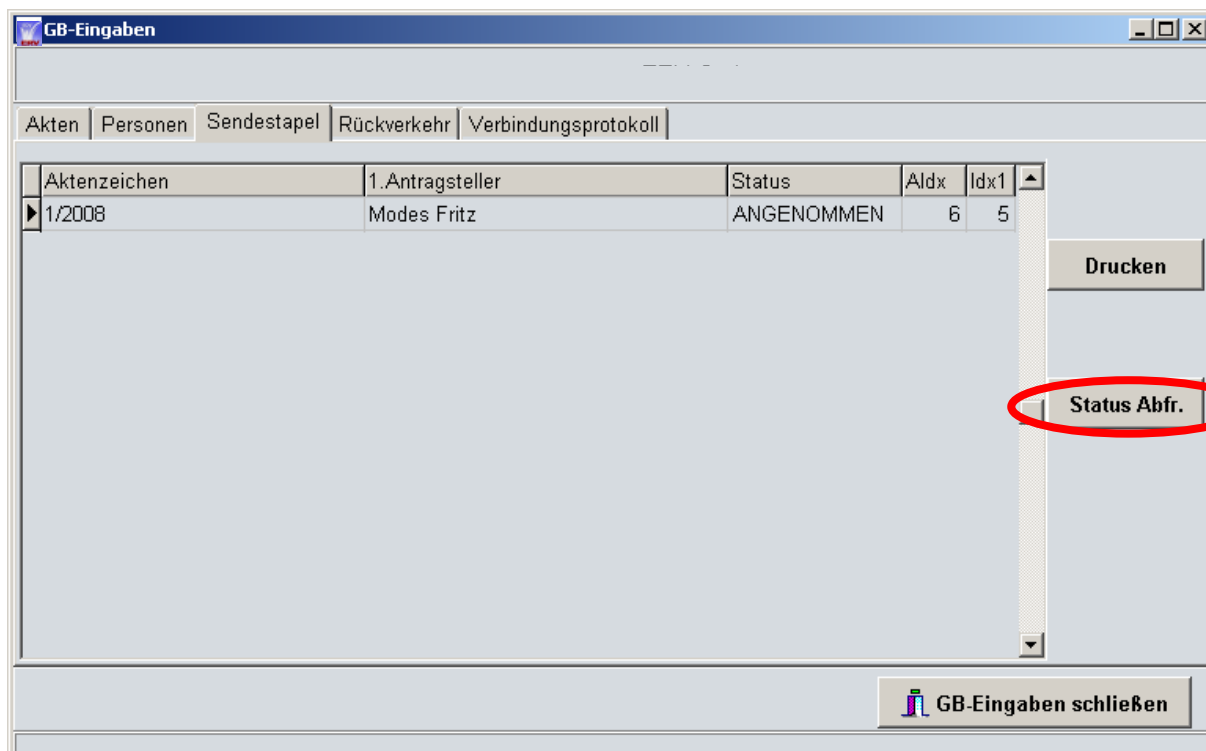 GB-Eingaben
Akten Personen Sendestapel Rückverkehr Verbindungsprotokoll
Aktenzeichen 1.Antragsteller Status AIdx Idx1
1/2008 Modes Fritz ANGENOMMEN 6 5
Drucken
Status Abfr.
GB-Eingaben schließen